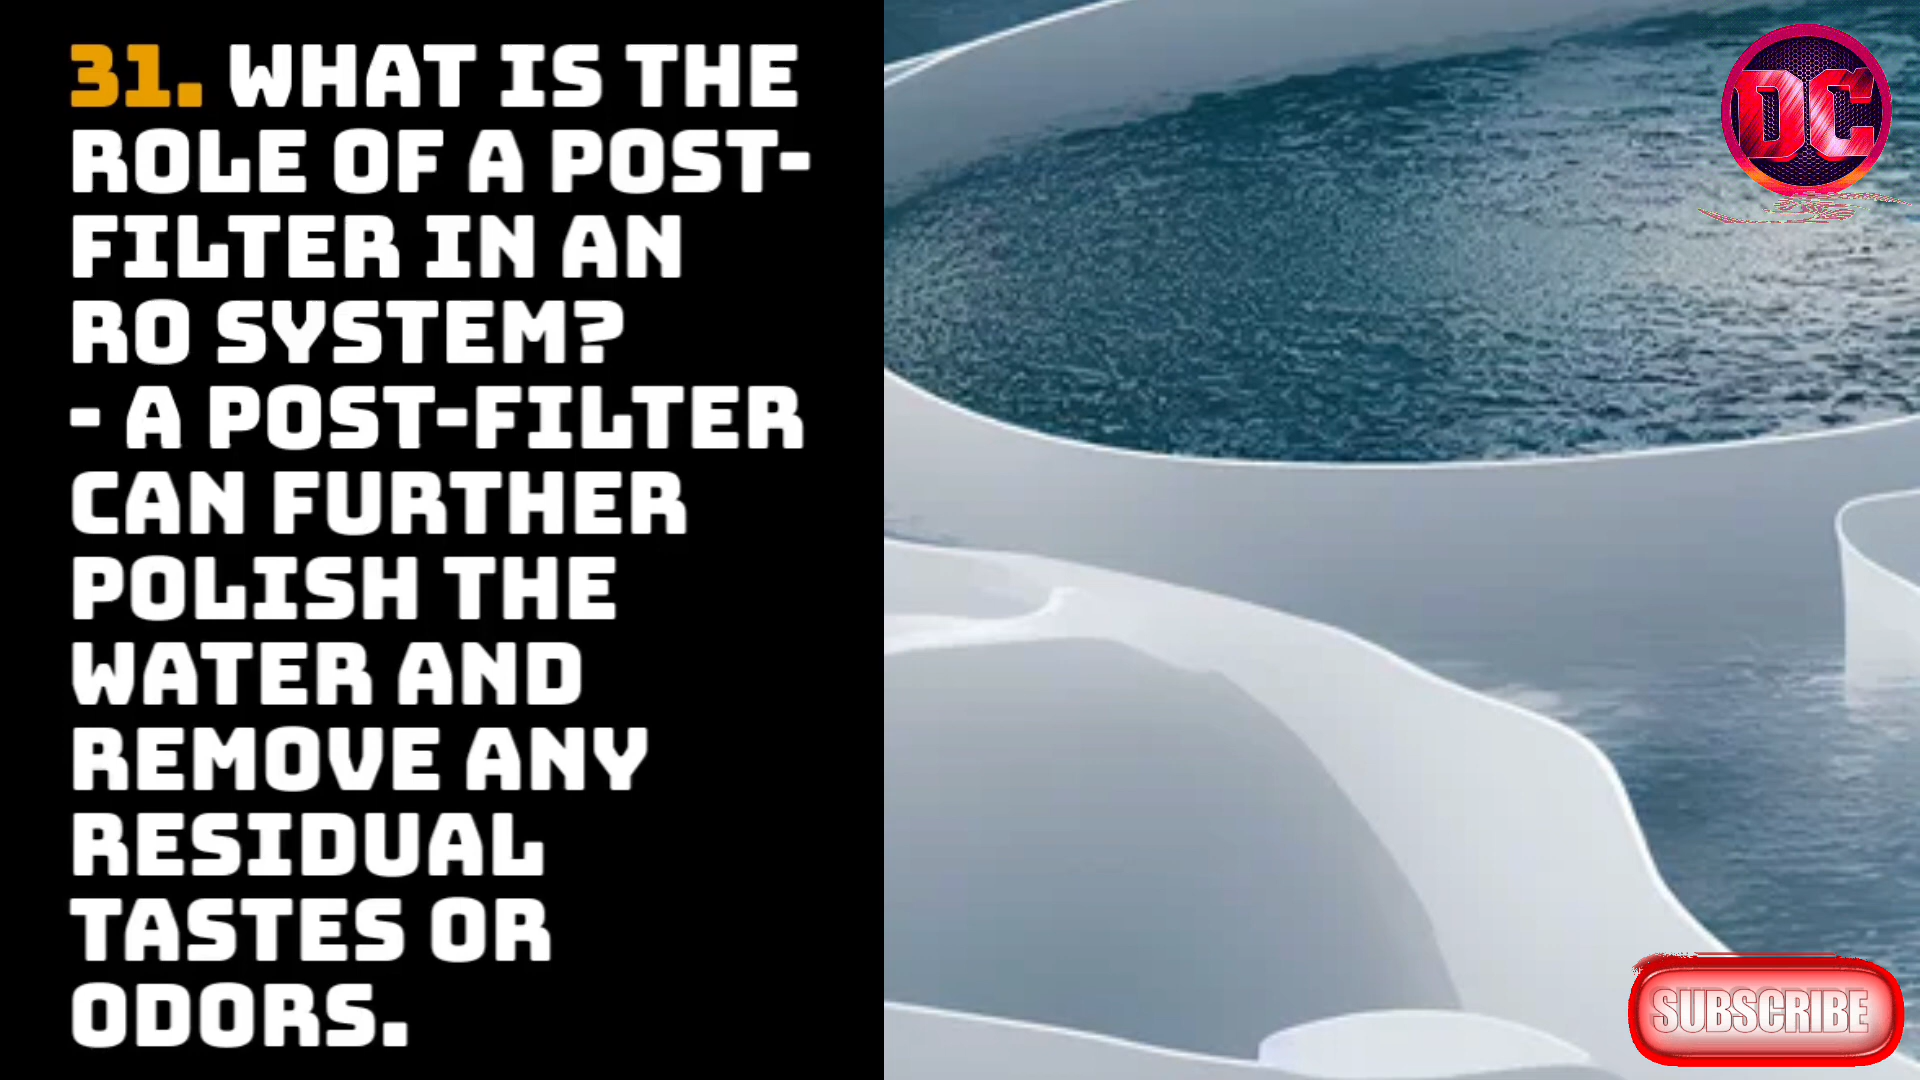 31. WHAT IS THE
ROLE OF A POST-
FILTER IN AN
RO SYSTEM?
- A POST-FILTER
CAN FURTHER
POLISH THE
WATER AND
REMOVE ANY
RESIDUAL
TASTES OR
ODORS.
DC
SUBSCRIBE